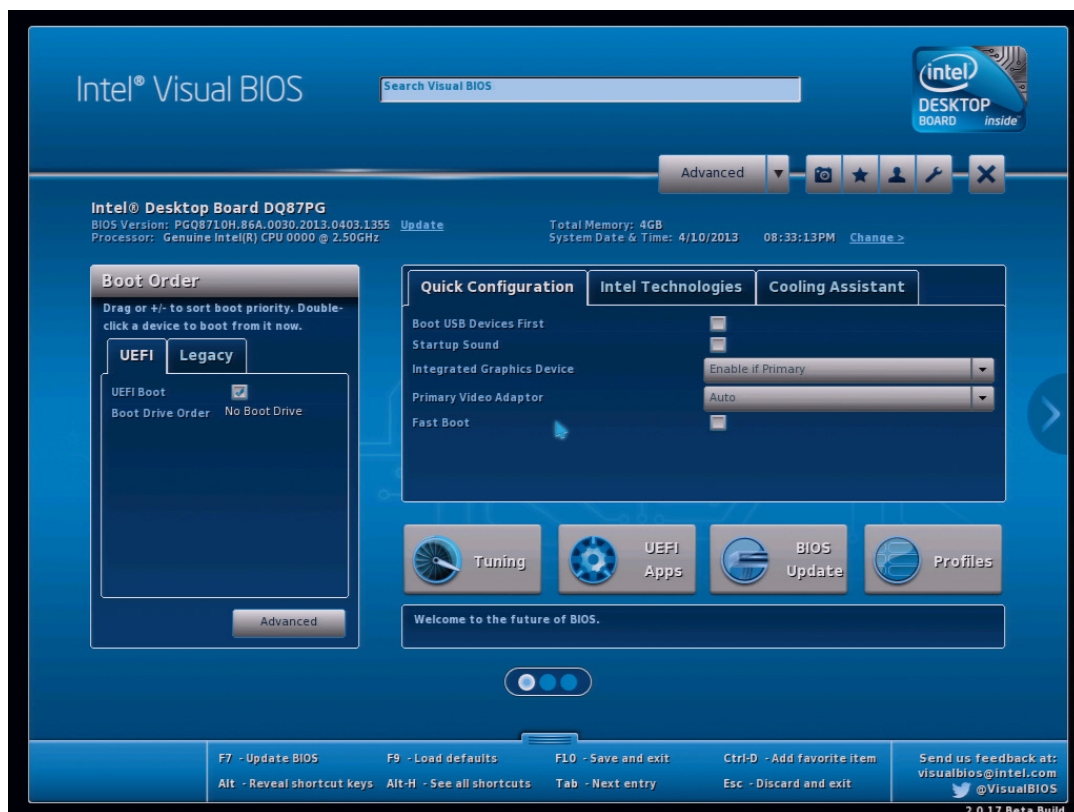 Intel® Visual BIOS
Search Visual BIOS
intel
DESKTOP
BOARD inside™
Advanced
Intel® Desktop Board DQ87PG
BIOS Version: PGQ8710H.86A.0030.2013.0403.1355 Update
Processor: Genuine Intel(R) CPU 0000 @ 2.50GHz
Total Memory: 4GB
System Date & Time: 4/10/2013 08:33:13PM Change >
Boot Order
Drag or +/- to sort boot priority. Double-
click a device to boot from it now.
UEFI Legacy
UEFI Boot
Boot Drive Order No Boot Drive
Advanced
Quick Configuration Intel Technologies Cooling Assistant
Boot USB Devices First
Startup Sound
Integrated Graphics Device Enable if Primary
Primary Video Adaptor Auto
Fast Boot
Tuning
UEFI
Apps
BIOS
Update
Profiles
Welcome to the future of BIOS.
F7 - Update BIOS F9 - Load defaults F10 - Save and exit Ctrl-D - Add favorite item
Alt - Reveal shortcut keys Alt-H - See all shortcuts Tab - Next entry Esc - Discard and exit
Send us feedback at:
visualbios@intel.com
@VisualBIOS
2.0.17 Beta Build